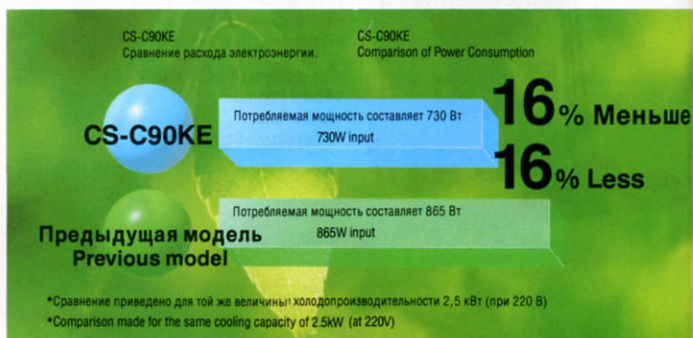 CS-C90KE
Сравнение расхода электроэнергии.
CS-C90KE
Comparison of Power Consumption
CS-C90KE
Потребляемая мощность составляет 730 Вт
730W input
16% Меньше
16% Less
Предыдущая модель
Previous model
Потребляемая мощность составляет 865 Вт
865W input
*Сравнение приведено для той же величины холодопроизводительности 2,5 кВт (при 220 В)
*Comparison made for the same cooling capacity of 2.5kW (at 220V)